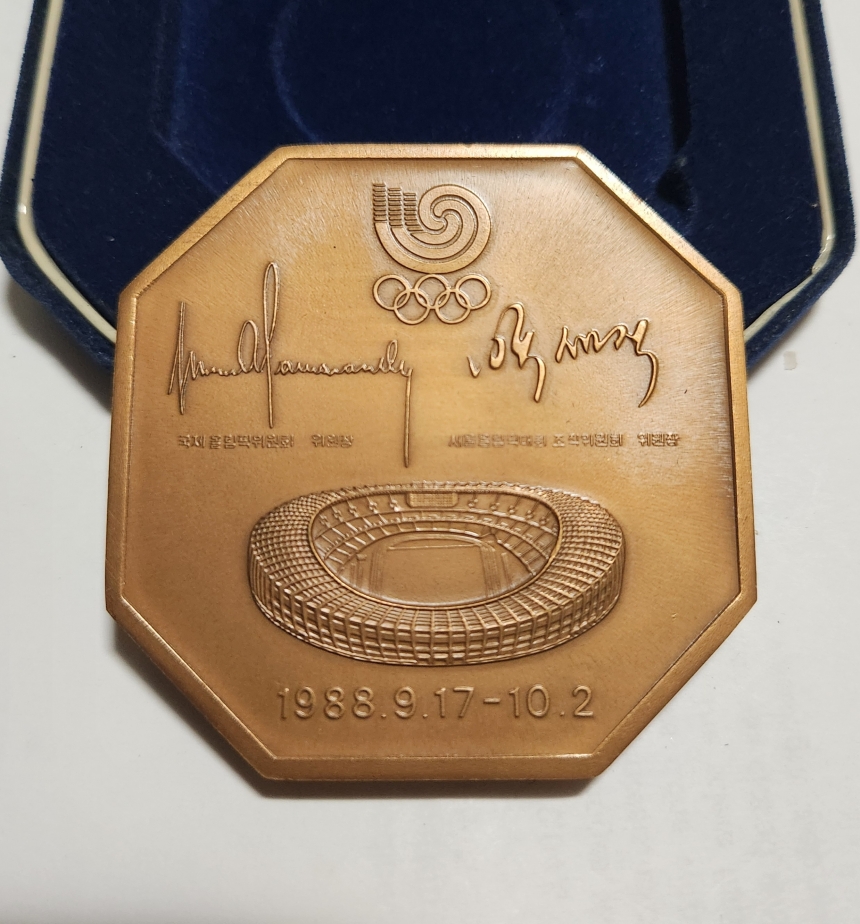 국제올림픽위원회 위원장
서울올림픽대회 조직위원회 위원장
1988.9.17-10.2